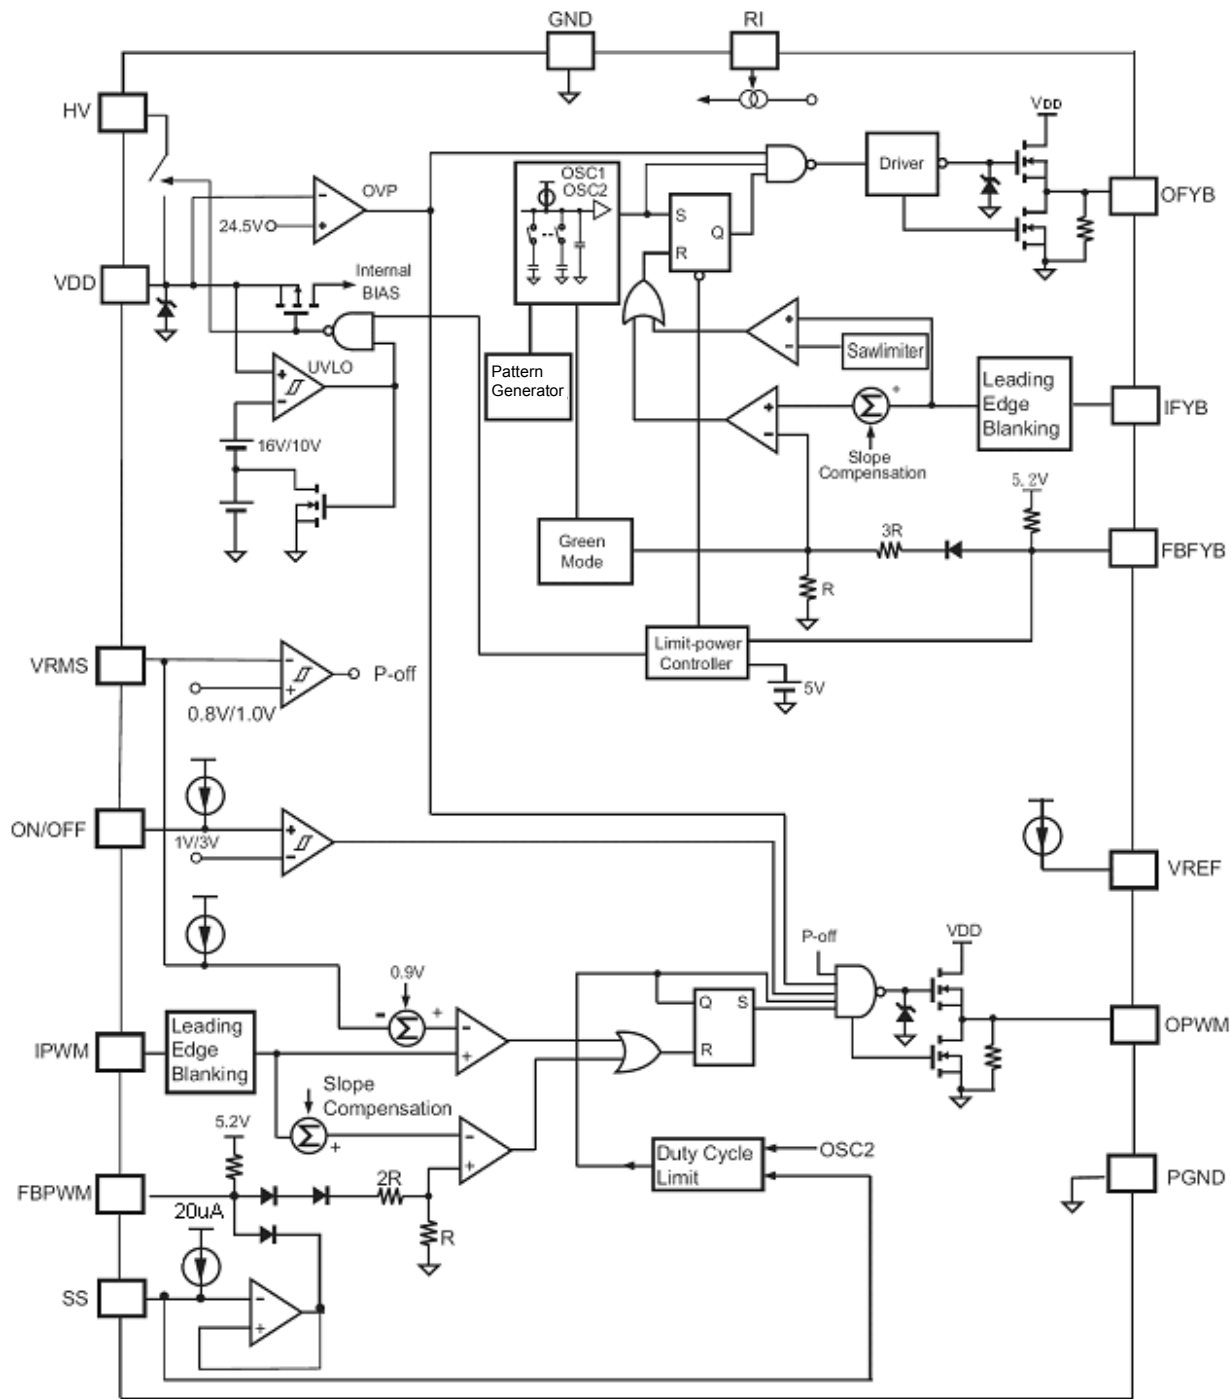 GND
RI
HV
VDD
OSC1
OSC2
Driver
OVP
OFYB
24.5V
S
Q
R
VDD
Internal
BIAS
Sawlimiter
UVLO
Pattern
Generator
Leading
Edge
Blanking
IFYB
Σ
16V/10V
Slope
Compensation
5.2V
3R
Green
Mode
FBFYB
R
Limit-power
Controller
VRMS
P-off
5V
0.8V/1.0V
ON/OFF
1V/3V
VREF
P-off
VDD
0.9V
Q
S
R
Leading
Edge
Blanking
IPWM
Σ
OPWM
Slope
Compensation
5.2V
Σ
Duty Cycle
Limit
OSC2
FBPWM
2R
PGND
20uA
R
SS